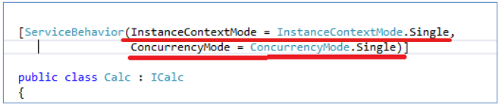 [ServiceBehavior(InstanceContextMode = InstanceContextMode.Single,
ConcurrencyMode = ConcurrencyMode.Single)]
public class Calc : ICalc
{